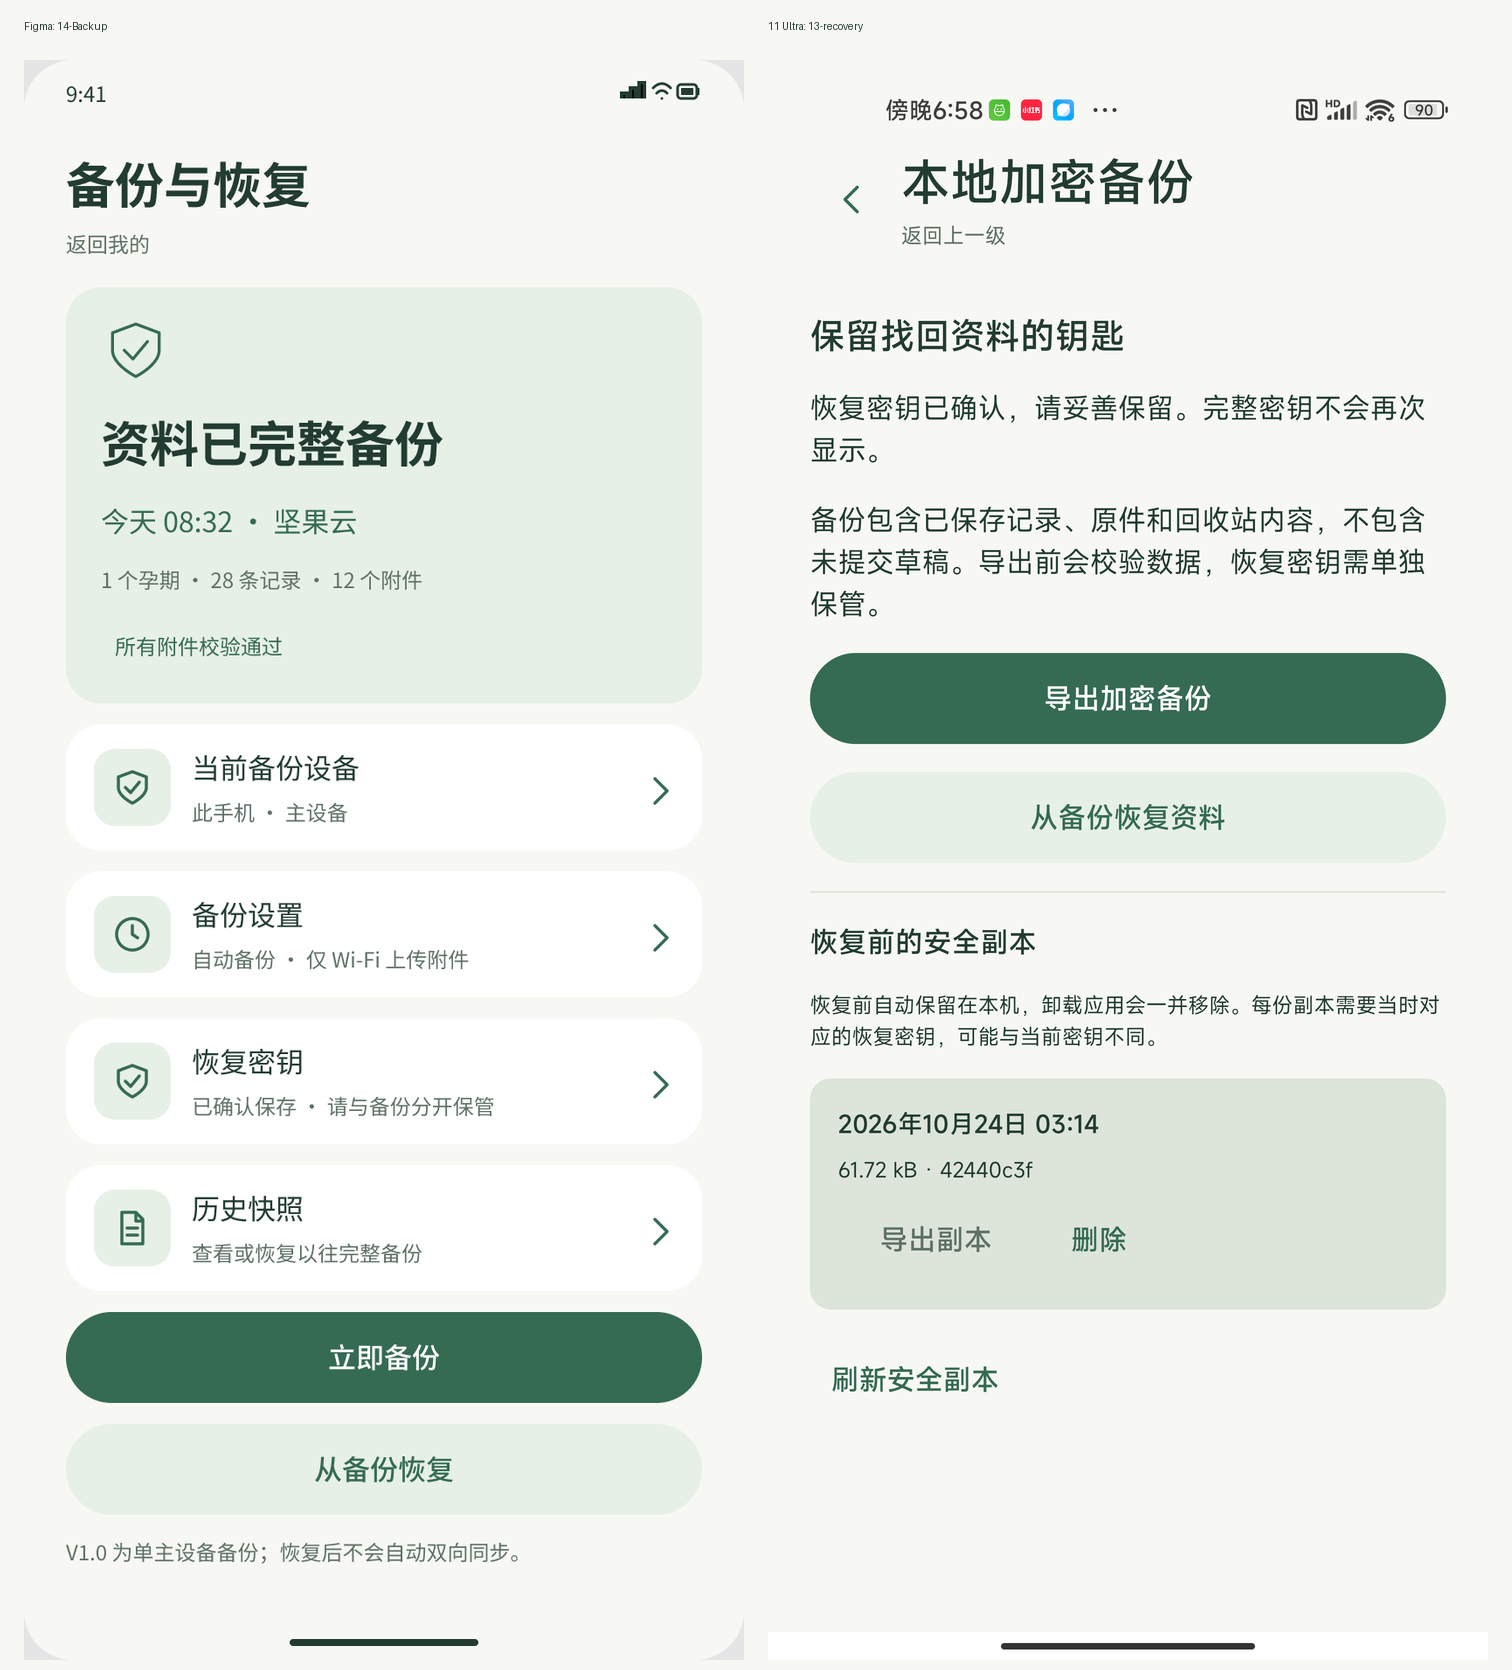 Figma: 14-Backup
9:41
备份与恢复
返回我的
资料已完整备份
今天 08:32 · 坚果云
1 个孕期 · 28 条记录 · 12 个附件
所有附件校验通过
当前备份设备
此手机 · 主设备
备份设置
自动备份 · 仅 Wi-Fi 上传附件
恢复密钥
已确认保存 · 请与备份分开保管
历史快照
查看或恢复以往完整备份
立即备份
从备份恢复
V1.0 为单主设备备份；恢复后不会自动双向同步。
11 Ultra: 13-recovery
傍晚6:58 小红书 ··· HD 6 90
本地加密备份
返回上一级
保留找回资料的钥匙
恢复密钥已确认，请妥善保留。完整密钥不会再次
显示。
备份包含已保存记录、原件和回收站内容，不包含
未提交草稿。导出前会校验数据，恢复密钥需单独
保管。
导出加密备份
从备份恢复资料
恢复前的安全副本
恢复前自动保留在本机，卸载应用会一并移除。每份副本需要当时对
应的恢复密钥，可能与当前密钥不同。
2026年10月24日 03:14
61.72 kB · 42440c3f
导出副本 删除
刷新安全副本